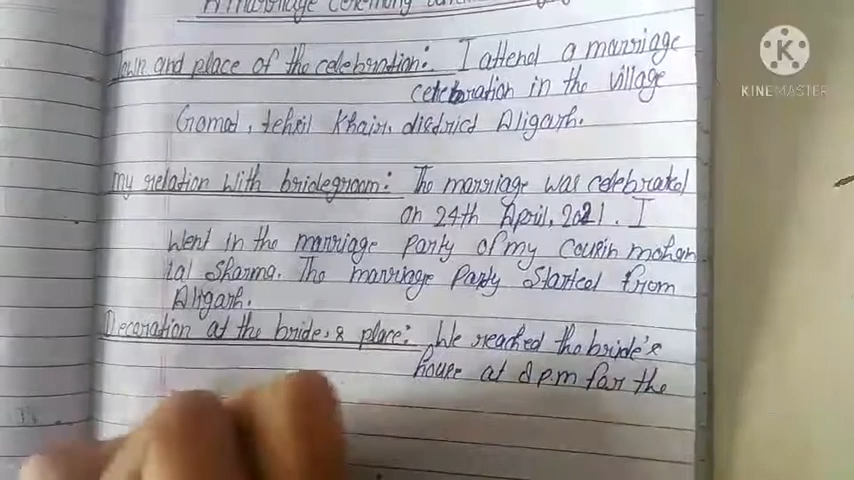 A marriage ceremony
Town and place of the celebration: I attend a marriage
celebration in the village
Gomad, tehsil Khair, district Aligarh.
My relation with bridegroom: The marriage was celebrated
on 24th April, 2021. I
went in the marriage party of my cousin mohan
lal Sharma. The marriage party started from
Aligarh.
Decoration at the bride,s place: We reached the bride's
house at 8 p.m for the
KINEMASTER